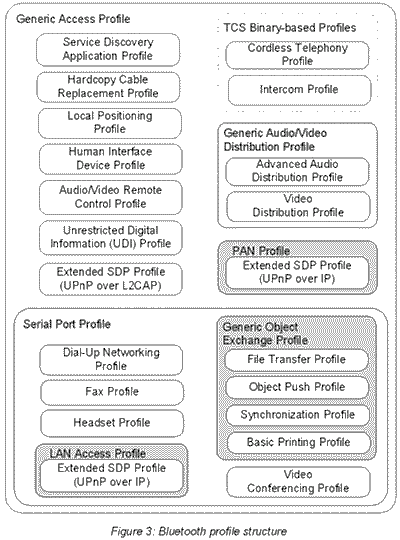 Generic Access Profile
Service Discovery
Application Profile
Hardcopy Cable
Replacement Profile
Local Positioning
Profile
Human Interface
Device Profile
Audio/Video Remote
Control Profile
Unrestricted Digital
Information (UDI) Profile
Extended SDP Profile
(UPnP over L2CAP)
TCS Binary-based Profiles
Cordless Telephony
Profile
Intercom Profile
Generic Audio/Video
Distribution Profile
Advanced Audio
Distribution Profile
Video
Distribution Profile
PAN Profile
Extended SDP Profile
(UPnP over IP)
Serial Port Profile
Dial-Up Networking
Profile
Fax Profile
Headset Profile
LAN Access Profile
Extended SDP Profile
(UPnP over IP)
Generic Object
Exchange Profile
File Transfer Profile
Object Push Profile
Synchronization Profile
Basic Printing Profile
Video
Conferencing Profile
Figure 3: Bluetooth profile structure